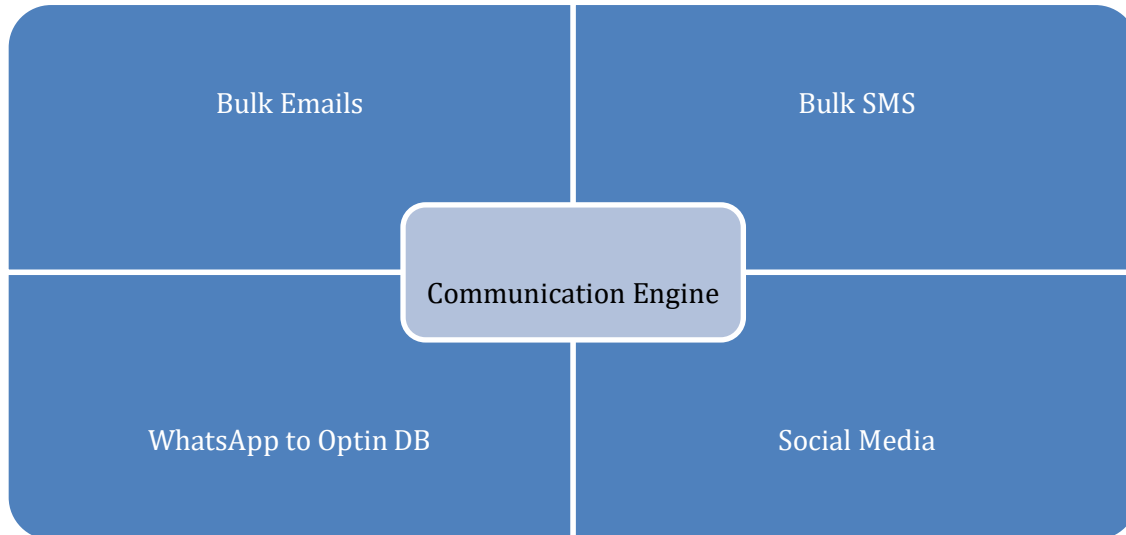 Bulk Emails
Bulk SMS
Communication Engine
WhatsApp to Optin DB
Social Media